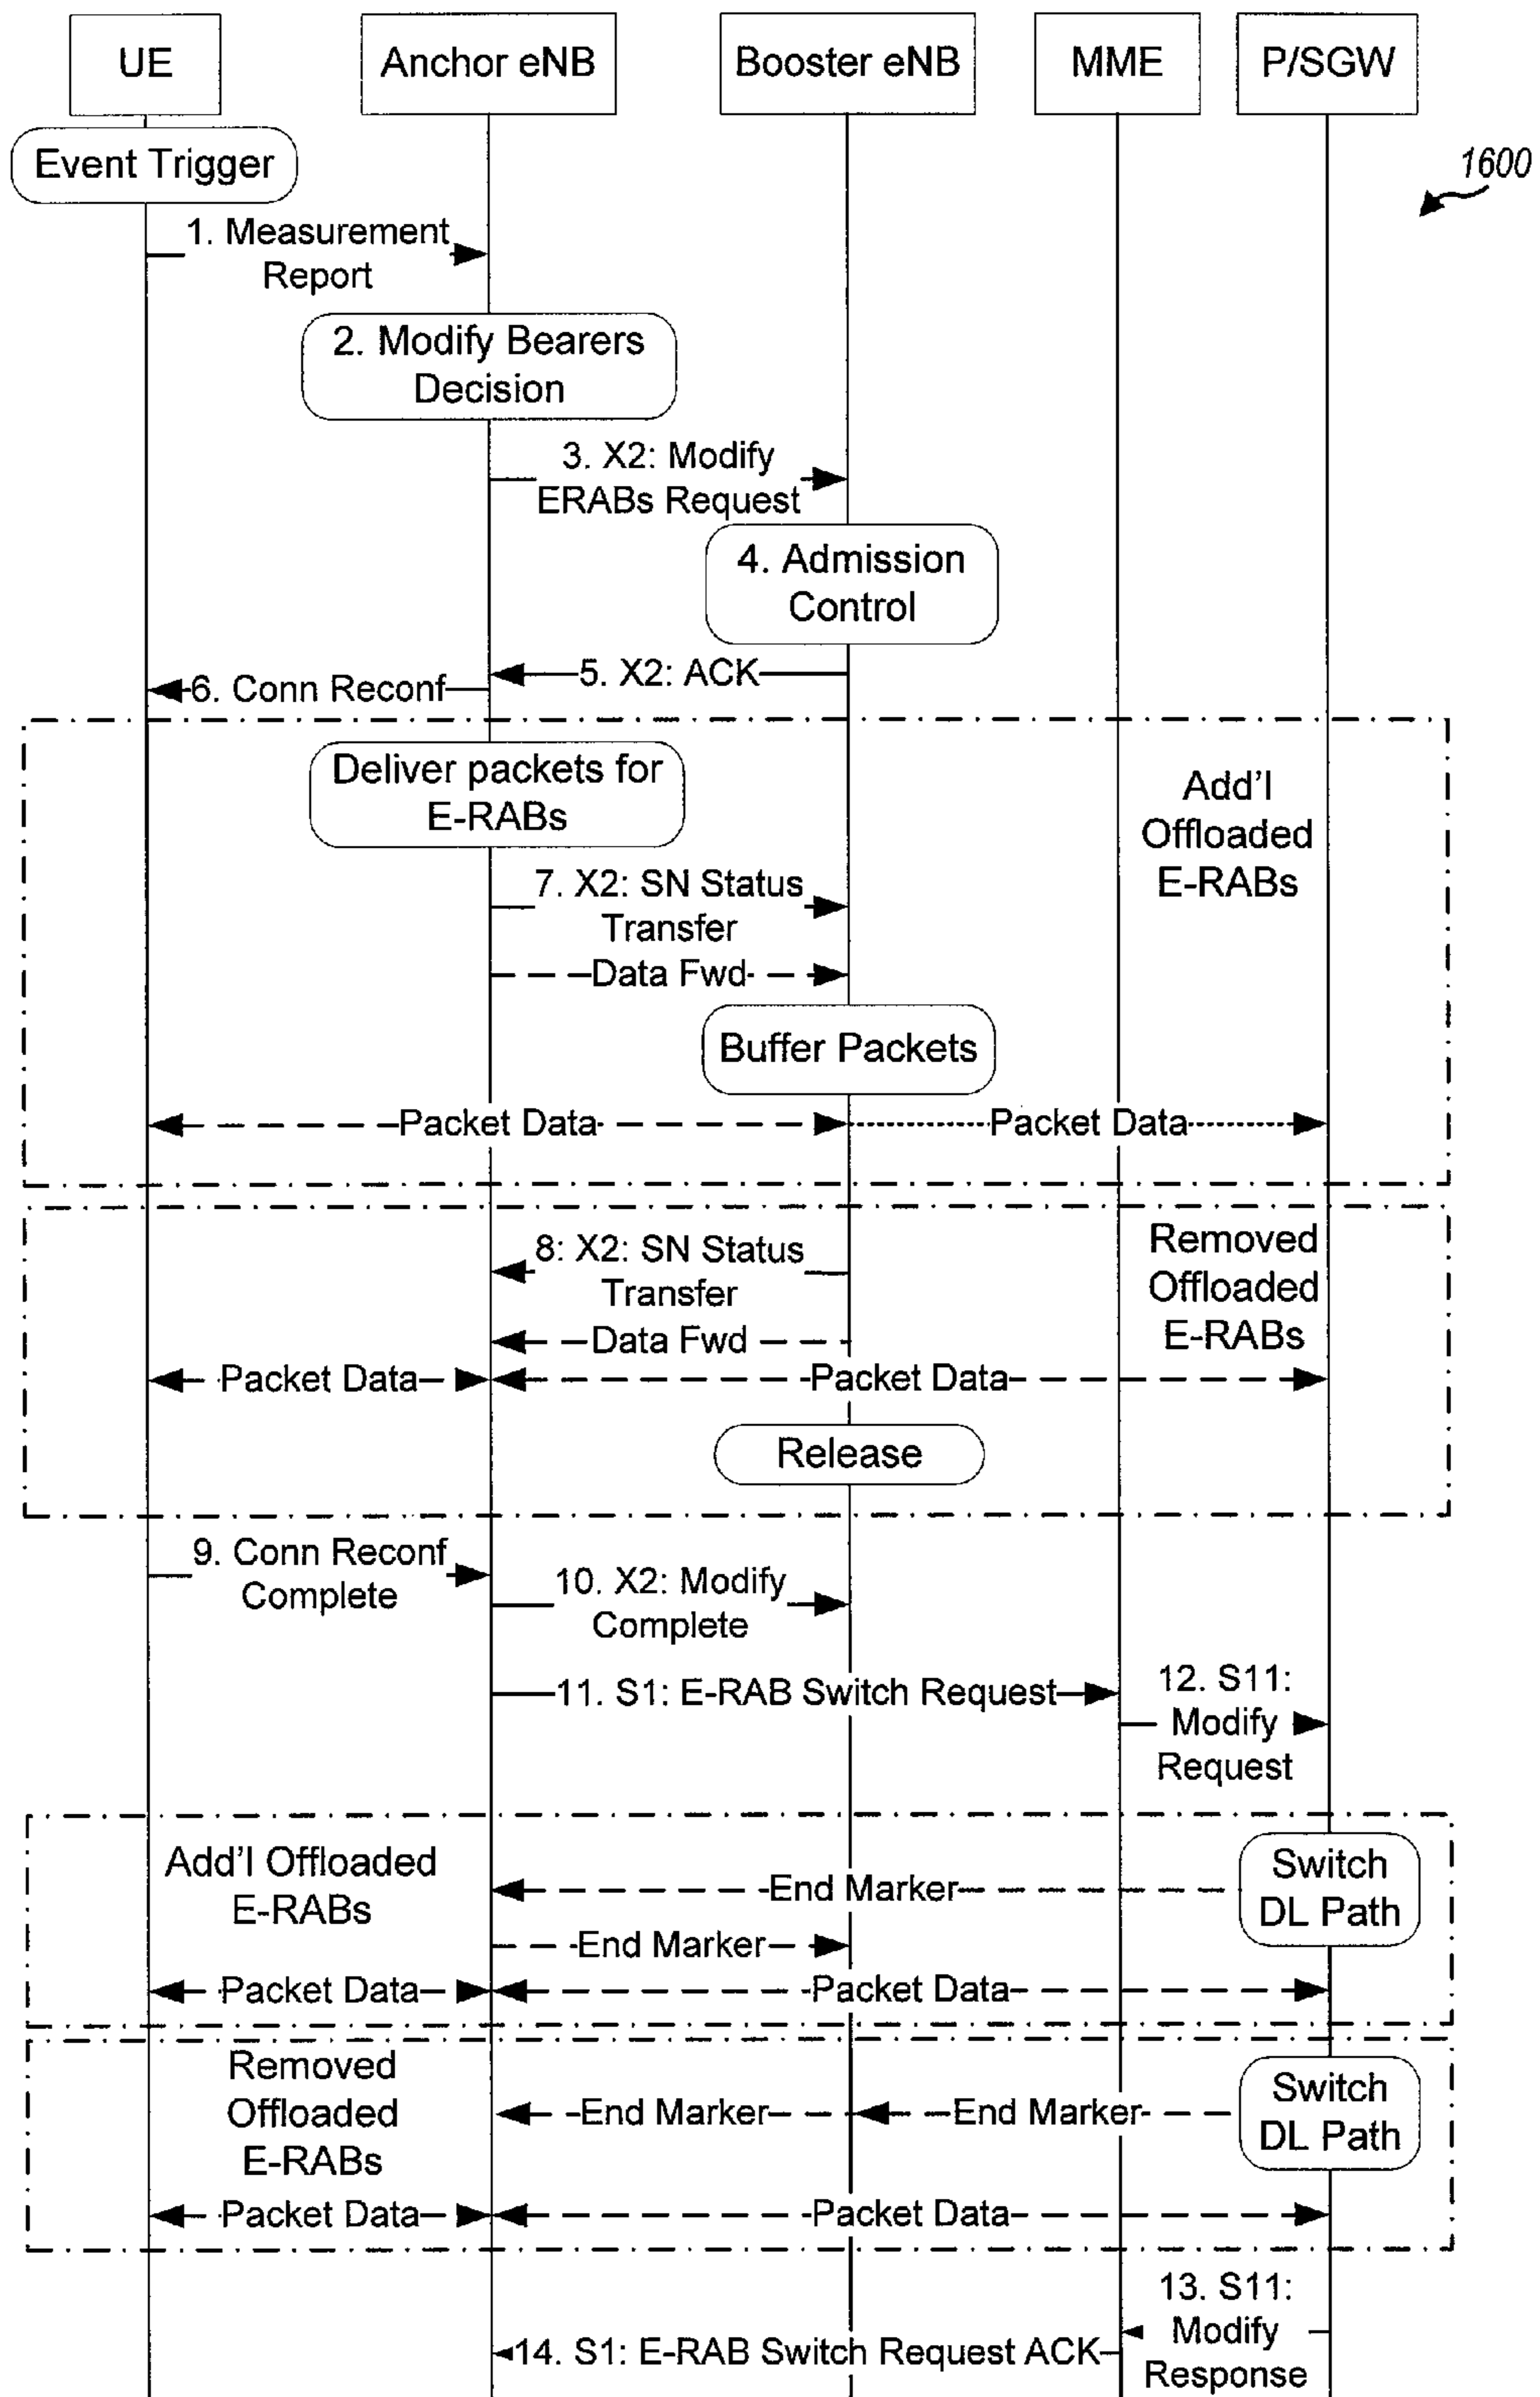 UE
Anchor eNB
Booster eNB
MME
P/SGW
Event Trigger
1600
1. Measurement
Report
2. Modify Bearers
Decision
3. X2: Modify
ERABs Request
4. Admission
Control
5. X2: ACK
6. Conn Reconf
Deliver packets for
E-RABs
Add'l
Offloaded
E-RABs
7. X2: SN Status
Transfer
Data Fwd
Buffer Packets
Packet Data
Packet Data
Removed
Offloaded
E-RABs
8: X2: SN Status
Transfer
Data Fwd
Packet Data
Packet Data
Release
9. Conn Reconf
Complete
10. X2: Modify
Complete
11. S1: E-RAB Switch Request
12. S11:
Modify
Request
Add'l Offloaded
E-RABs
Switch
DL Path
End Marker
End Marker
Packet Data
Packet Data
Removed
Offloaded
E-RABs
End Marker
End Marker
Switch
DL Path
Packet Data
Packet Data
13. S11:
Modify
Response
14. S1: E-RAB Switch Request ACK